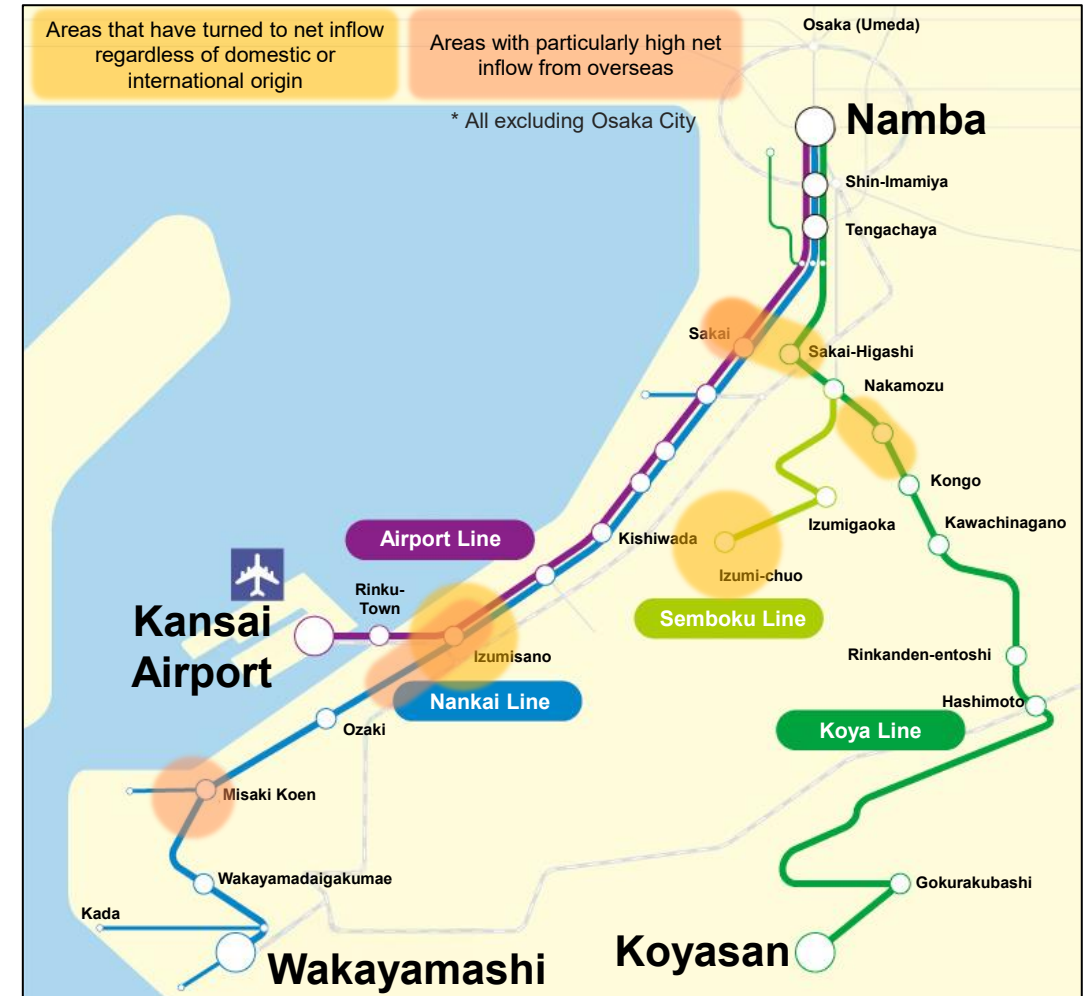 Areas that have turned to net inflow
regardless of domestic or
international origin
Areas with particularly high net
inflow from overseas
* All excluding Osaka City
Osaka (Umeda)
Namba
Shin-Imamiya
Tengachaya
Sakai
Sakai-Higashi
Nakamozu
Kongo
Izumigaoka
Kawachinagano
Kishiwada
Airport Line
Izumi-chuo
Rinku-
Town
Semboku Line
Kansai
Airport
Izumisano
Rinkanden-entoshi
Nankai Line
Hashimoto
Ozaki
Koya Line
Misaki Koen
Wakayamadaigakumae
Gokurakubashi
Kada
Koyasan
Wakayamashi